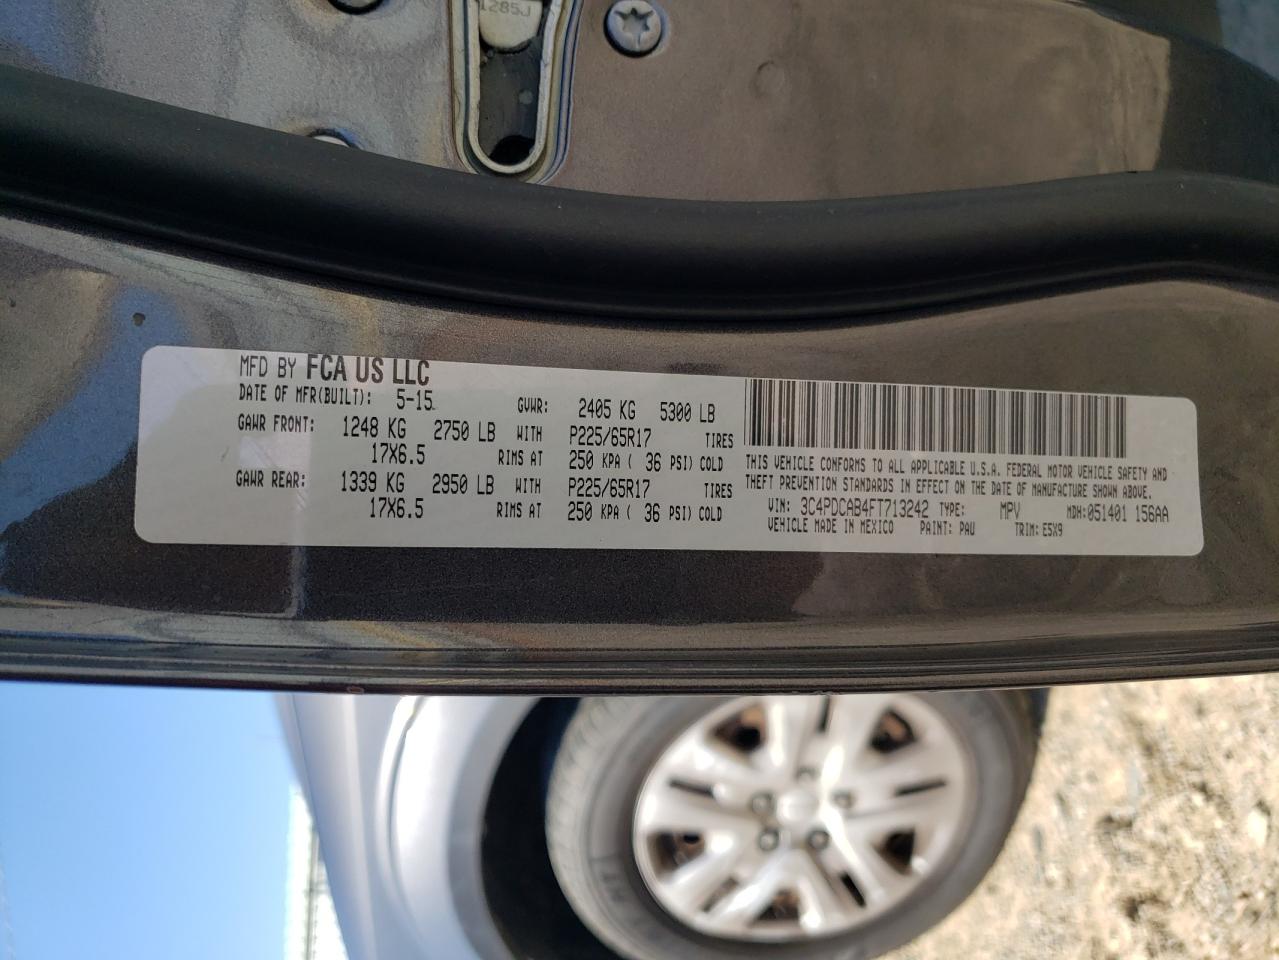 1285J
MFD BY FCA US LLC
DATE OF MFR(BUILT): 5-15 GVWR: 2405 KG 5300 LB
GAWR FRONT: 1248 KG 2750 LB WITH P225/65R17 TIRES
17X6.5 RIMS AT 250 KPA ( 36 PSI) COLD
GAWR REAR: 1339 KG 2950 LB WITH P225/65R17 TIRES
17X6.5 RIMS AT 250 KPA ( 36 PSI) COLD
THIS VEHICLE CONFORMS TO ALL APPLICABLE U.S.A. FEDERAL MOTOR VEHICLE SAFETY AND
THEFT PREVENTION STANDARDS IN EFFECT ON THE DATE OF MANUFACTURE SHOWN ABOVE.
VIN: 3C4PDCAB4FT713242 TYPE: MPV MDH:051401 156AA
VEHICLE MADE IN MEXICO PAINT: PAU TRIM: E5X9